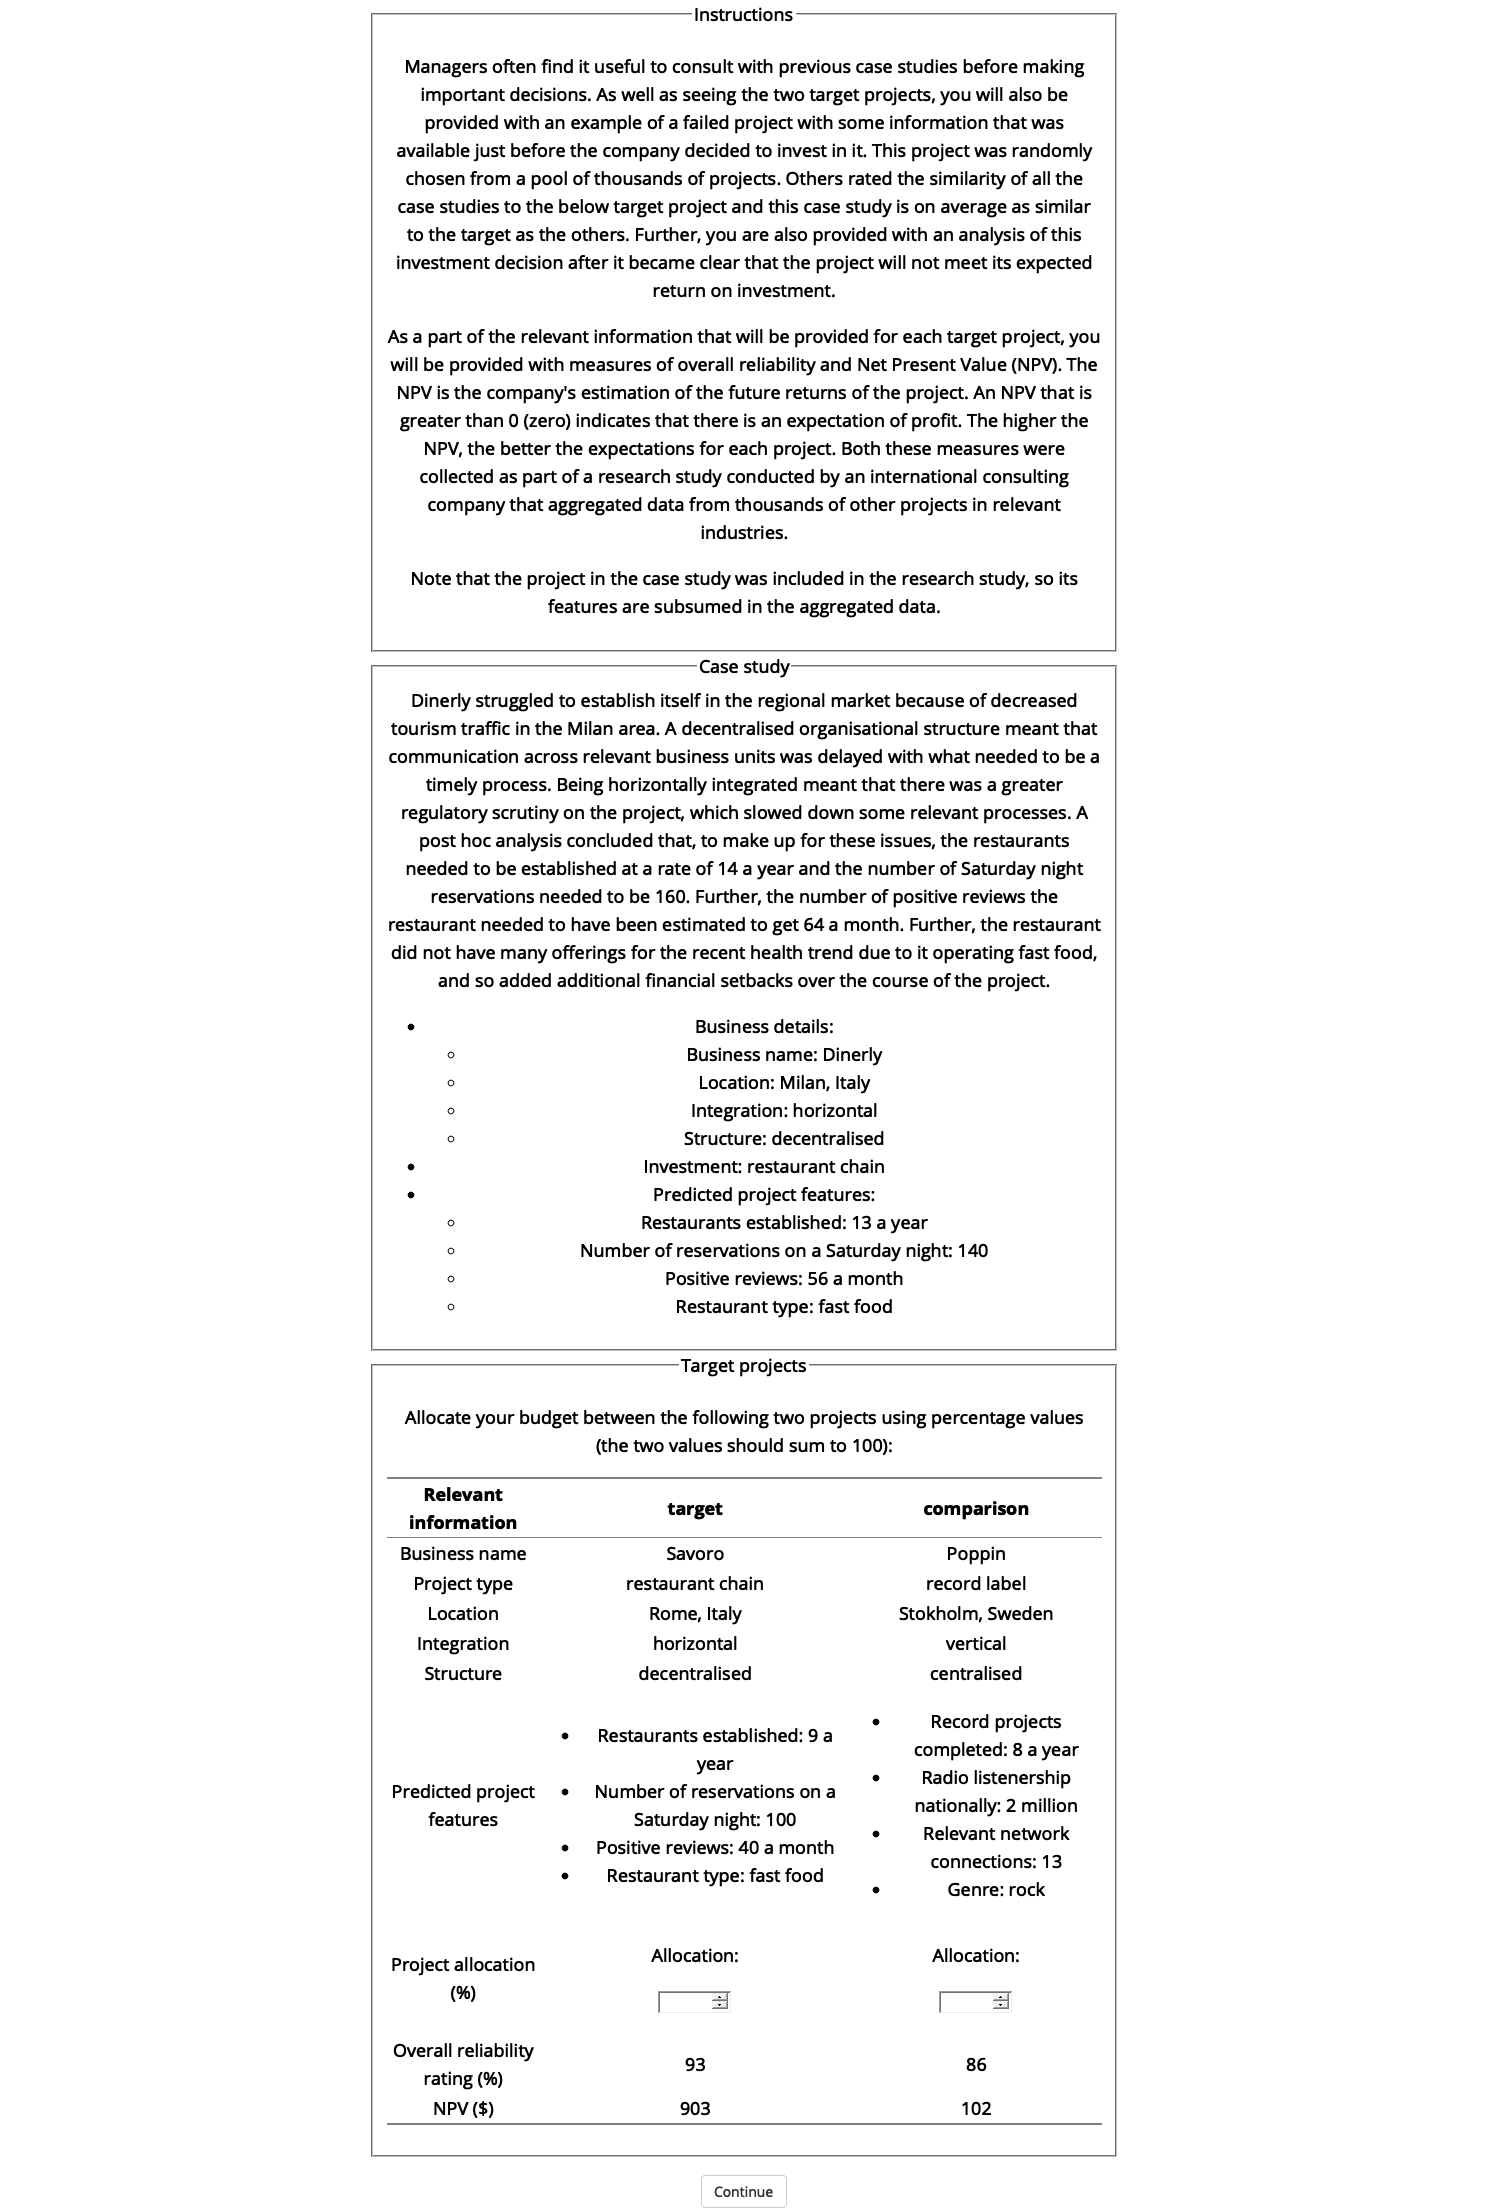 Instructions
Managers often find it useful to consult with previous case studies before making
important decisions. As well as seeing the two target projects, you will also be
provided with an example of a failed project with some information that was
available just before the company decided to invest in it. This project was randomly
chosen from a pool of thousands of projects. Others rated the similarity of all the
case studies to the below target project and this case study is on average as similar
to the target as the others. Further, you are also provided with an analysis of this
investment decision after it became clear that the project will not meet its expected
return on investment.
As a part of the relevant information that will be provided for each target project, you
will be provided with measures of overall reliability and Net Present Value (NPV). The
NPV is the company's estimation of the future returns of the project. An NPV that is
greater than 0 (zero) indicates that there is an expectation of profit. The higher the
NPV, the better the expectations for each project. Both these measures were
collected as part of a research study conducted by an international consulting
company that aggregated data from thousands of other projects in relevant
industries.
Note that the project in the case study was included in the research study, so its
features are subsumed in the aggregated data.
Case study
Dinerly struggled to establish itself in the regional market because of decreased
tourism traffic in the Milan area. A decentralised organisational structure meant that
communication across relevant business units was delayed with what needed to be a
timely process. Being horizontally integrated meant that there was a greater
regulatory scrutiny on the project, which slowed down some relevant processes. A
post hoc analysis concluded that, to make up for these issues, the restaurants
needed to be established at a rate of 14 a year and the number of Saturday night
reservations needed to be 160. Further, the number of positive reviews the
restaurant needed to have been estimated to get 64 a month. Further, the restaurant
did not have many offerings for the recent health trend due to it operating fast food,
and so added additional financial setbacks over the course of the project.
Business details:
Business name: Dinerly
Location: Milan, Italy
Integration: horizontal
Structure: decentralised
Investment: restaurant chain
Predicted project features:
Restaurants established: 13 a year
Number of reservations on a Saturday night: 140
Positive reviews: 56 a month
Restaurant type: fast food
Target projects
Allocate your budget between the following two projects using percentage values
(the two values should sum to 100):
Relevant
information
target
comparison
Business name
Savoro
Poppin
Project type
restaurant chain
record label
Location
Rome, Italy
Stokholm, Sweden
Integration
horizontal
vertical
Structure
decentralised
centralised
Predicted project
features
Restaurants established: 9 a
year
Number of reservations on a
Saturday night: 100
Positive reviews: 40 a month
Restaurant type: fast food
Record projects
completed: 8 a year
Radio listenership
nationally: 2 million
Relevant network
connections: 13
Genre: rock
Project allocation
(%)
Allocation:
Allocation:
Overall reliability
rating (%)
93
86
NPV ($)
903
102
Continue